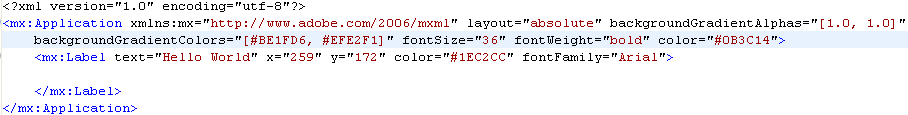 <?xml version="1.0" encoding="utf-8"?>
<mx:Application xmlns:mx="http://www.adobe.com/2006/mxml" layout="absolute" backgroundGradientAlphas="[1.0, 1.0]"
backgroundGradientColors="[#BE1FD6, #EFE2F1]" fontSize="36" fontWeight="bold" color="#0B3C14">
<mx:Label text="Hello World" x="259" y="172" color="#1EC2CC" fontFamily="Arial">
</mx:Label>
</mx:Application>